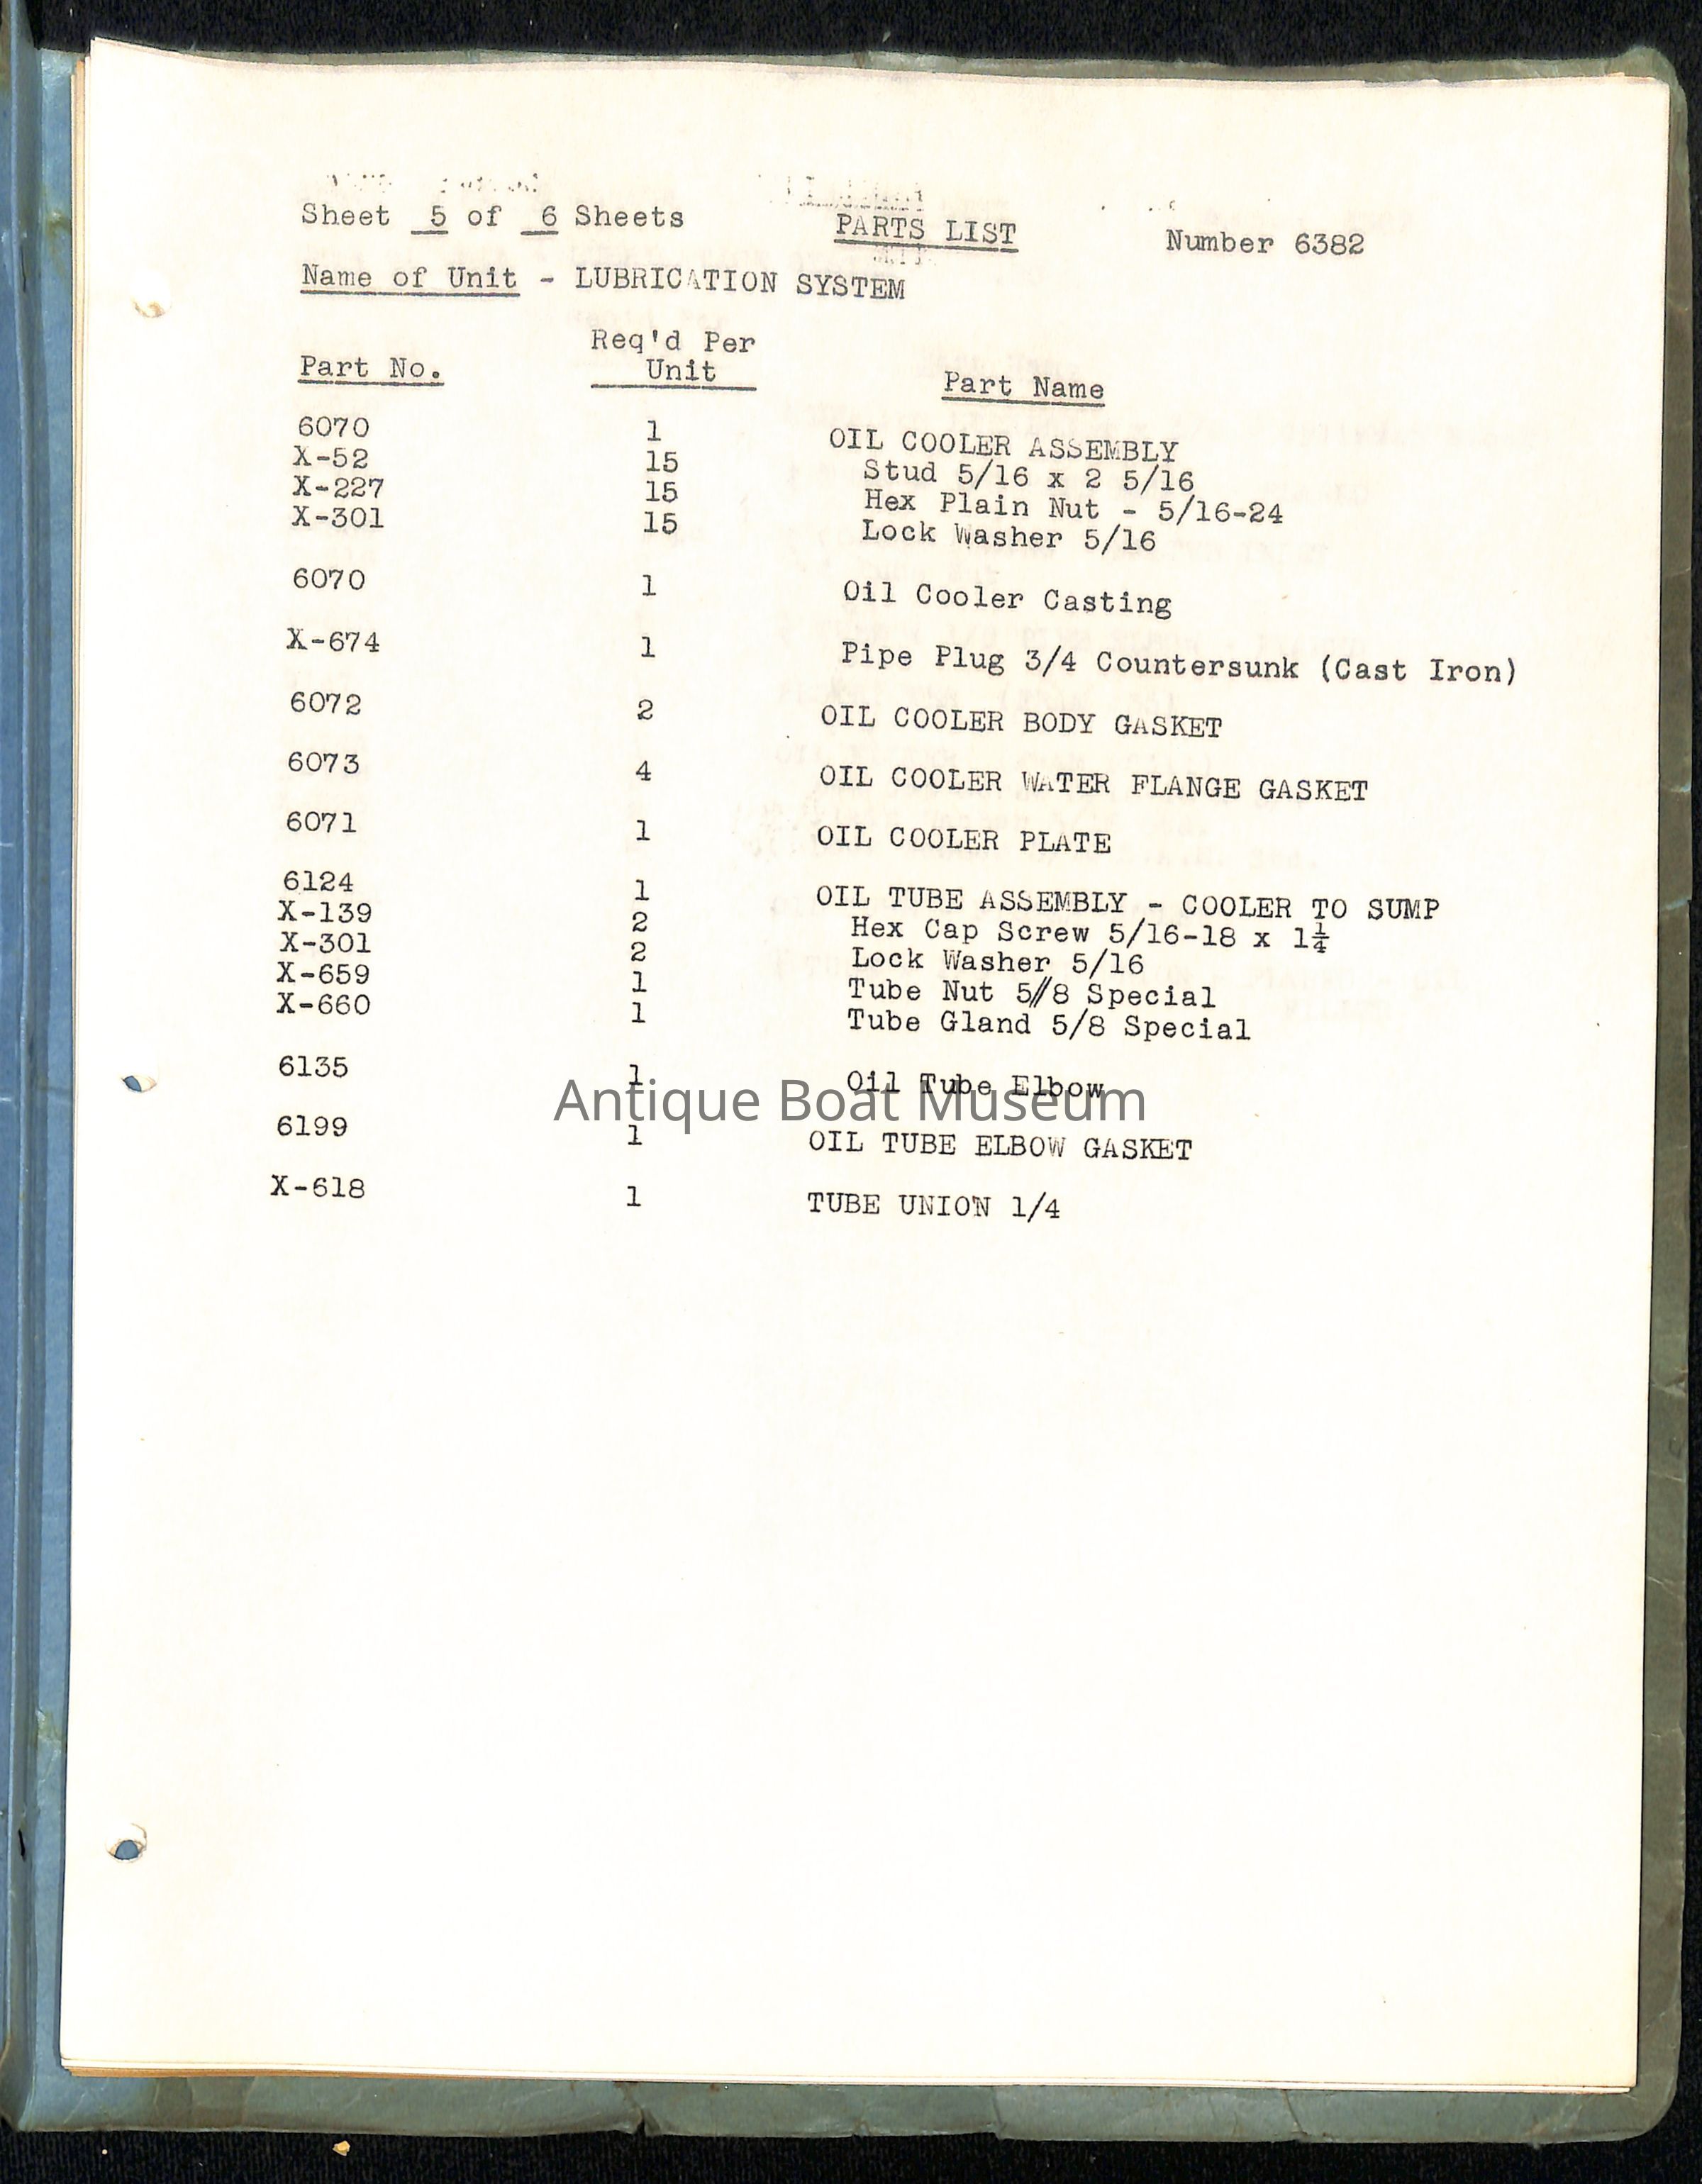 Sheet 5 of 6 Sheets PARTS LIST Number 6382
Name of Unit - LUBRICATION SYSTEM
Part No. Req'd Per Unit Part Name
6070 1 OIL COOLER ASSEMBLY
X-52 15 Stud 5/16 x 2 5/16
X-227 15 Hex Plain Nut - 5/16-24
X-301 15 Lock Washer 5/16
6070 1 Oil Cooler Casting
X-674 1 Pipe Plug 3/4 Countersunk (Cast Iron)
6072 2 OIL COOLER BODY GASKET
6073 4 OIL COOLER WATER FLANGE GASKET
6071 1 OIL COOLER PLATE
6124 1 OIL TUBE ASSEMBLY - COOLER TO SUMP
X-139 2 Hex Cap Screw 5/16-18 x 1¼
X-301 2 Lock Washer 5/16
X-659 1 Tube Nut 5//8 Special
X-660 1 Tube Gland 5/8 Special
6135 1 Oil Tube Elbow
Antique Boat Museum
6199 1 OIL TUBE ELBOW GASKET
X-618 1 TUBE UNION 1/4